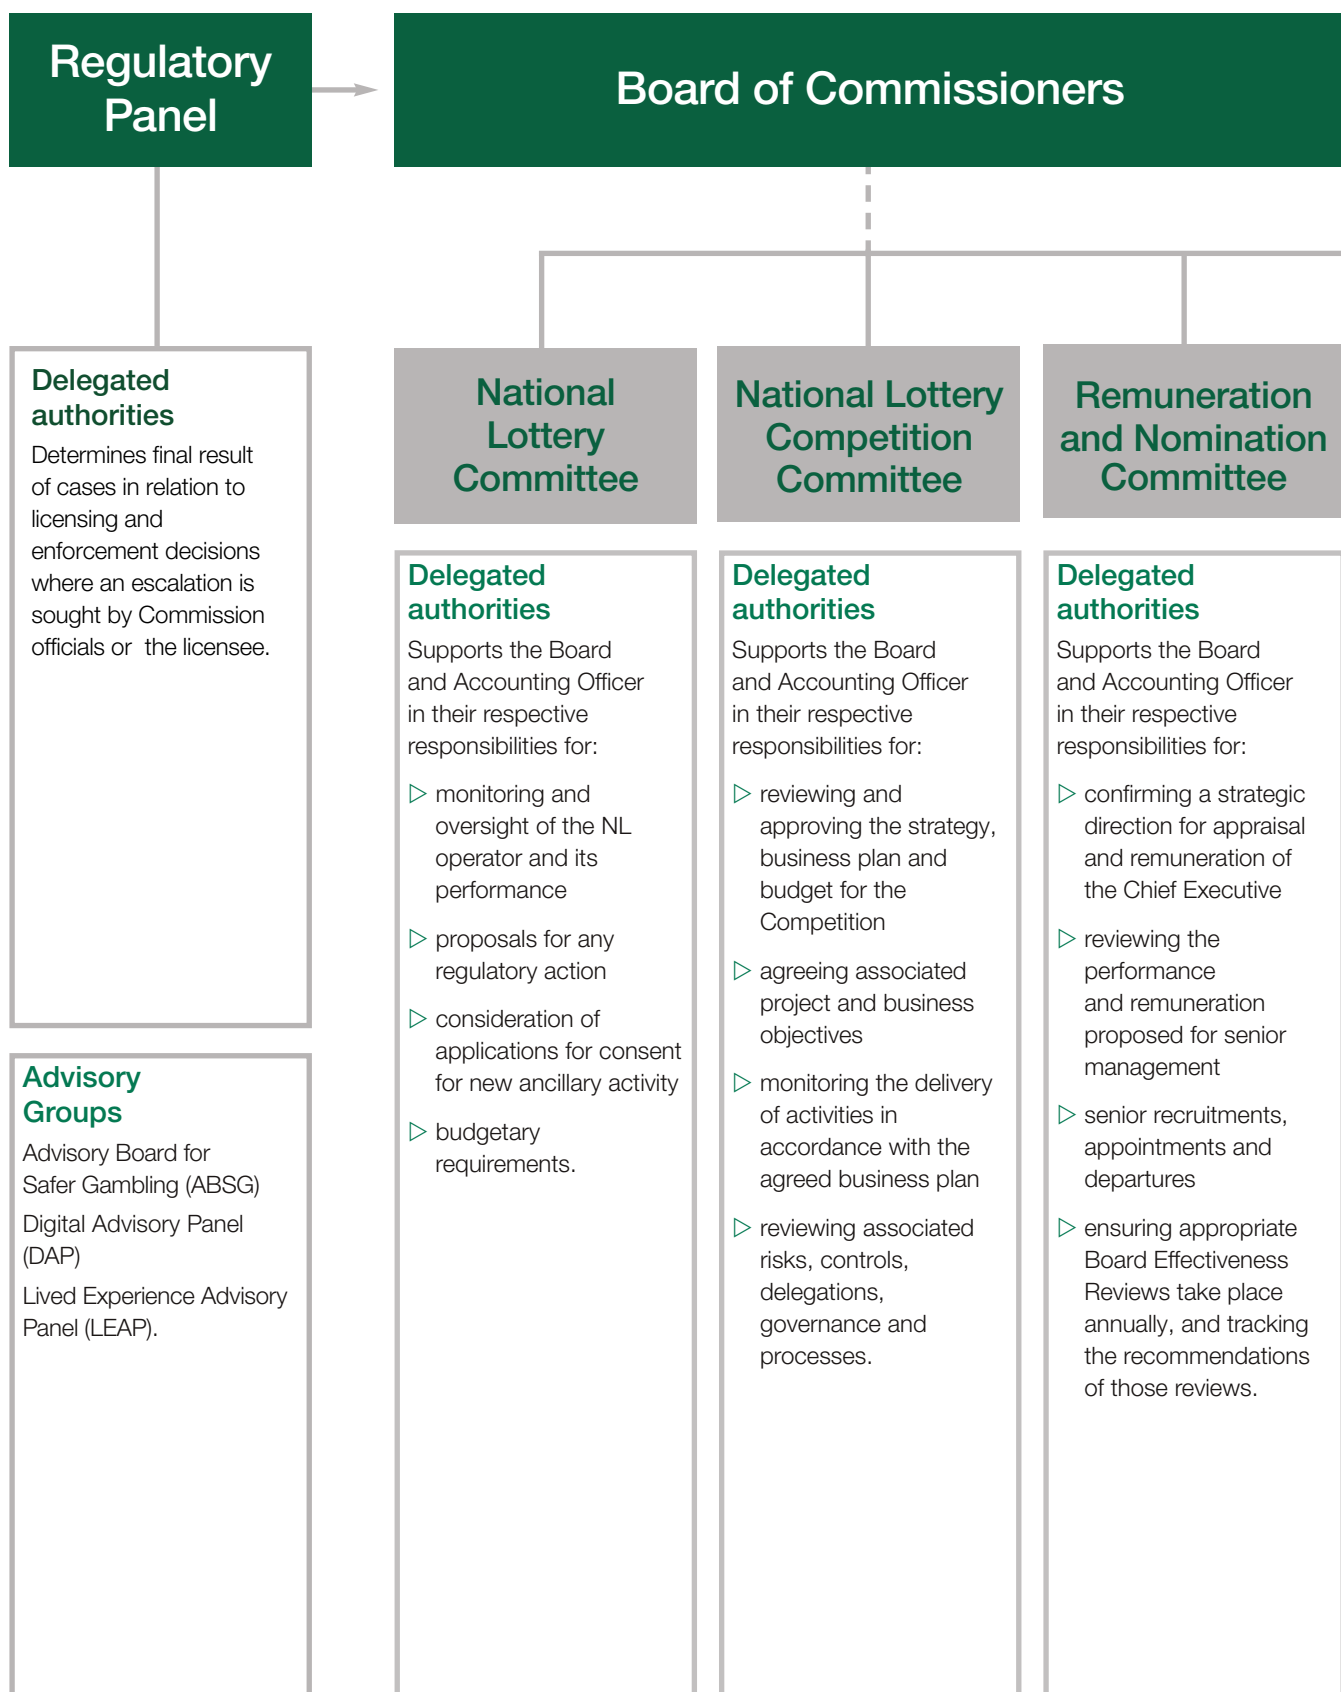 Regulatory
Panel
Board of Commissioners
Delegated
authorities
Determines final result
of cases in relation to
licensing and
enforcement decisions
where an escalation is
sought by Commission
officials or  the licensee.
Advisory
Groups
Advisory Board for
Safer Gambling (ABSG)
Digital Advisory Panel
(DAP)
Lived Experience Advisory
Panel (LEAP).
National
Lottery
Committee
Delegated
authorities
Supports the Board
and Accounting Officer
in their respective
responsibilities for:
▷ monitoring and
oversight of the NL
operator and its
performance
▷ proposals for any
regulatory action
▷ consideration of
applications for consent
for new ancillary activity
▷ budgetary
requirements.
National Lottery
Competition
Committee
Delegated
authorities
Supports the Board
and Accounting Officer
in their respective
responsibilities for:
▷ reviewing and
approving the strategy,
business plan and
budget for the
Competition
▷ agreeing associated
project and business
objectives
▷ monitoring the delivery
of activities in
accordance with the
agreed business plan
▷ reviewing associated
risks, controls,
delegations,
governance and
processes.
Remuneration
and Nomination
Committee
Delegated
authorities
Supports the Board
and Accounting Officer
in their respective
responsibilities for:
▷ confirming a strategic
direction for appraisal
and remuneration of
the Chief Executive
▷ reviewing the
performance
and remuneration
proposed for senior
management
▷ senior recruitments,
appointments and
departures
▷ ensuring appropriate
Board Effectiveness
Reviews take place
annually, and tracking
the recommendations
of those reviews.